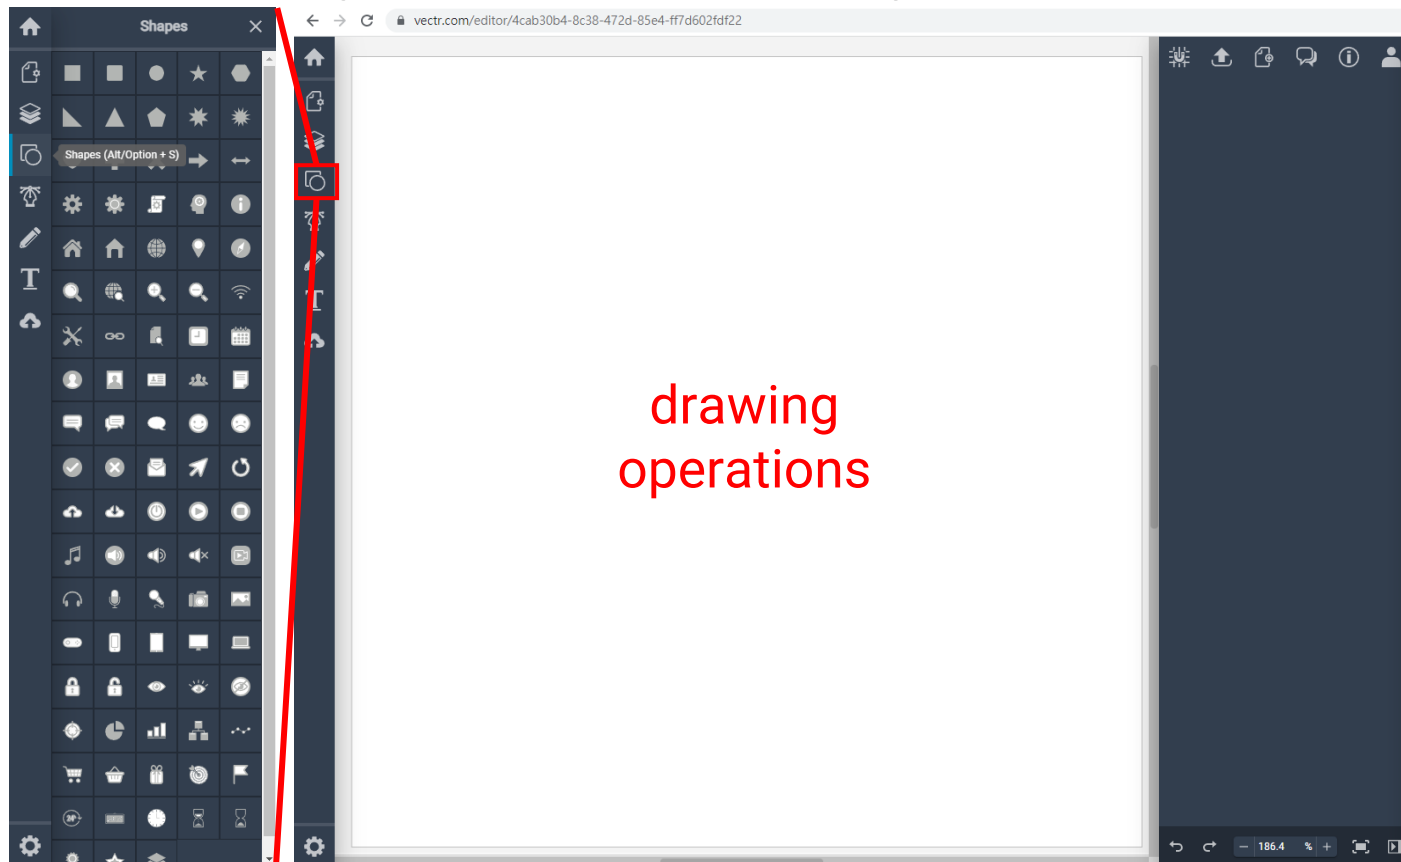 Shapes
vectr.com/editor/4cab30b4-8c38-472d-85e4-ff7d602fdf22
Shapes (Alt/Option + S)
drawing
operations
186.4 %